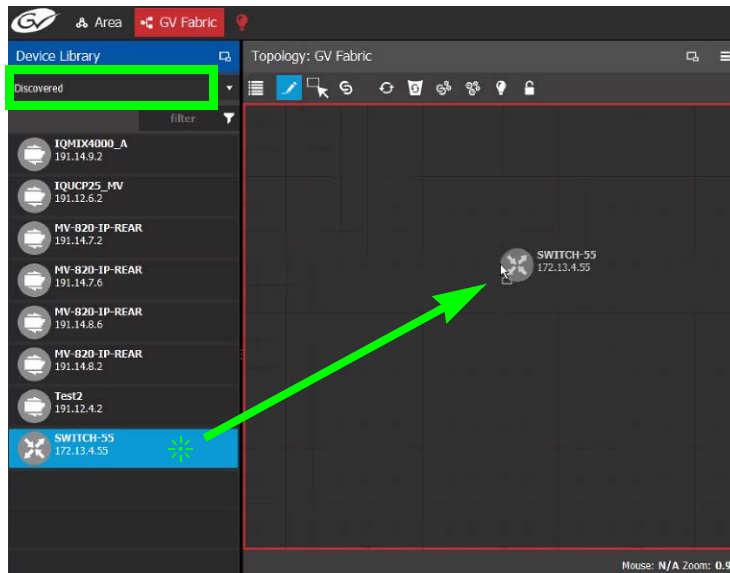 GV Area GV Fabric
Device Library
Topology: GV Fabric
Discovered
filter
IQMIX4000_A
191.14.9.2
IQUCP25_MV
191.12.6.2
MV-820-IP-REAR
191.14.7.2
MV-820-IP-REAR
191.14.7.6
MV-820-IP-REAR
191.14.8.6
MV-820-IP-REAR
191.14.8.2
Test2
191.12.4.2
SWITCH-55
172.13.4.55
SWITCH-55
172.13.4.55
Mouse: N/A Zoom: 0.9